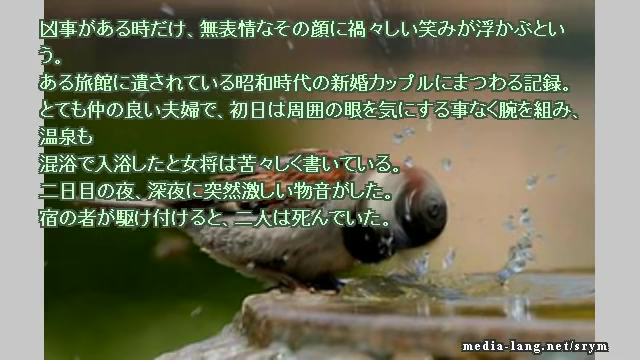 凶事がある時だけ、無表情なその顔に禍々しい笑みが浮かぶとい
う。
ある旅館に遺されている昭和時代の新婚カップルにまつわる記録。
とても仲の良い夫婦で、初日は周囲の眼を気にする事なく腕を組み、
温泉も
混浴で入浴したと女将は苦々しく書いている。
二日目の夜、深夜に突然激しい物音がした。
宿の者が駆け付けると、二人は死んでいた。
media-lang.net/srym